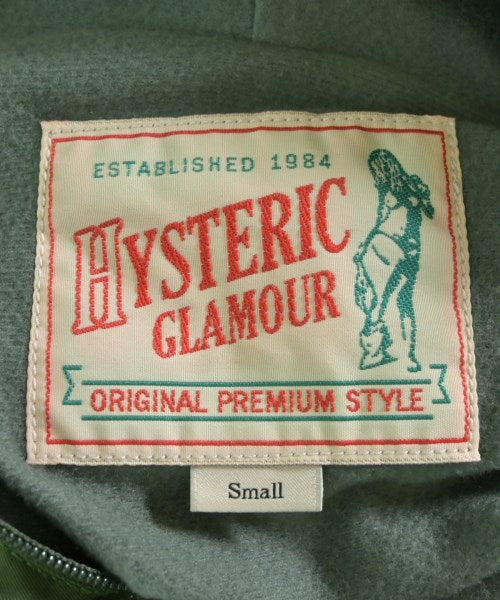 ESTABLISHED 1984
HYSTERIC
GLAMOUR
ORIGINAL PREMIUM STYLE
Small